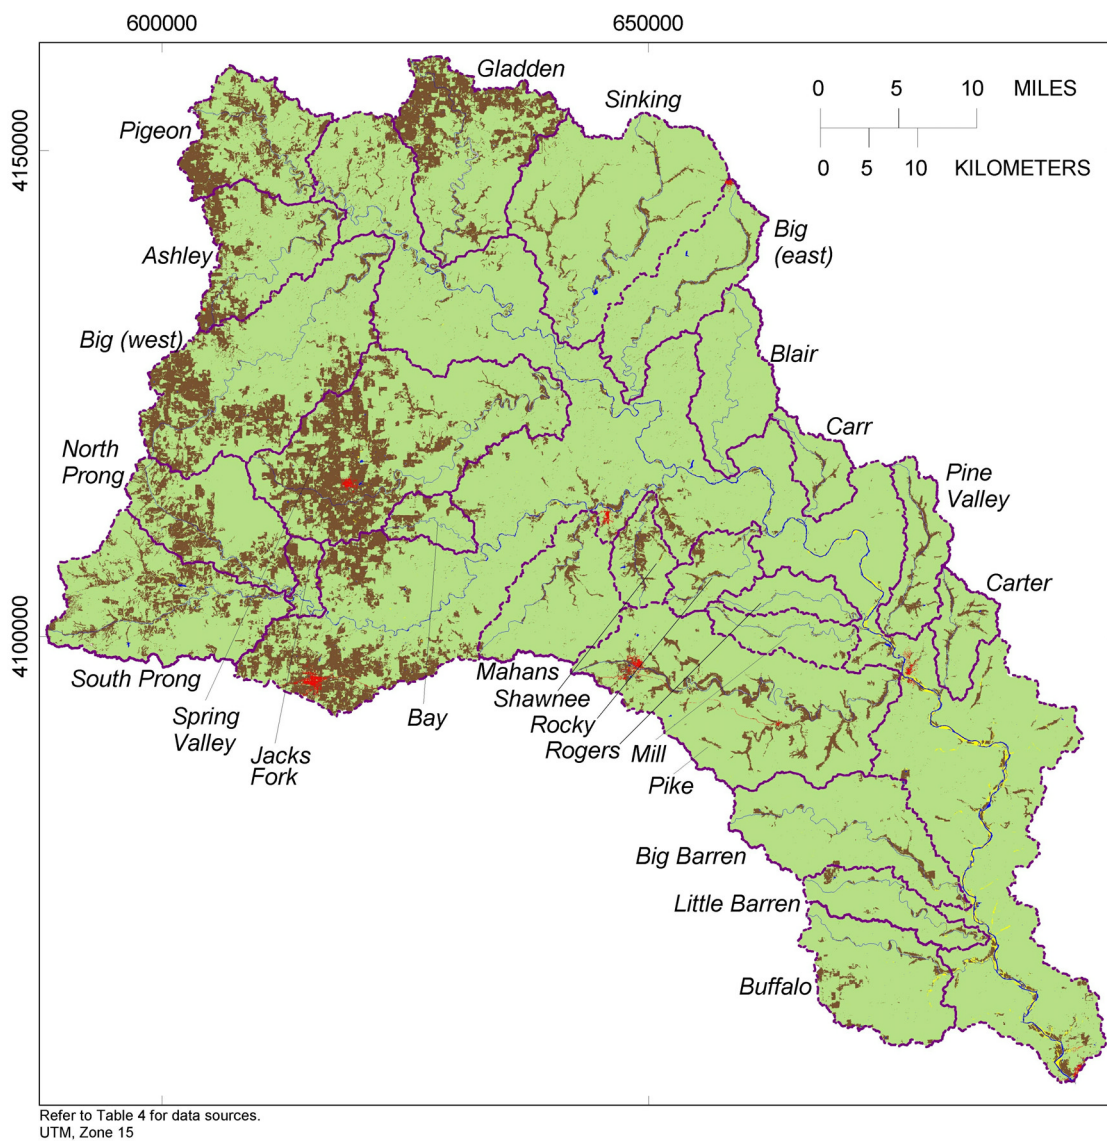 600000
650000
Gladden
0
5
10
MILES
Sinking
Pigeon
4150000
0
5
10
KILOMETERS
Ashley
Big
(east)
Big (west)
Blair
Carr
North
Prong
Pine
Valley
Carter
4100000
South Prong
Mahans
Shawnee
Rocky
Rogers
Mill
Pike
Bay
Spring
Valley
Jacks
Fork
Big Barren
Little Barren
Buffalo
Refer to Table 4 for data sources.
UTM, Zone 15